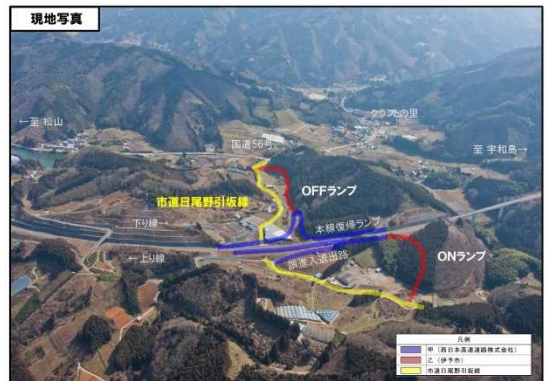 現地写真
←至 松山
国道56号
クラフトの里
至 宇和島→
OFFランプ
市道日尾野引坂線
下り線→
本線復帰ランプ
←上り線
誤進入退出路
ONランプ
凡例
甲(西日本高速道路株式会社)
乙(伊予市)
市道日尾野引坂線